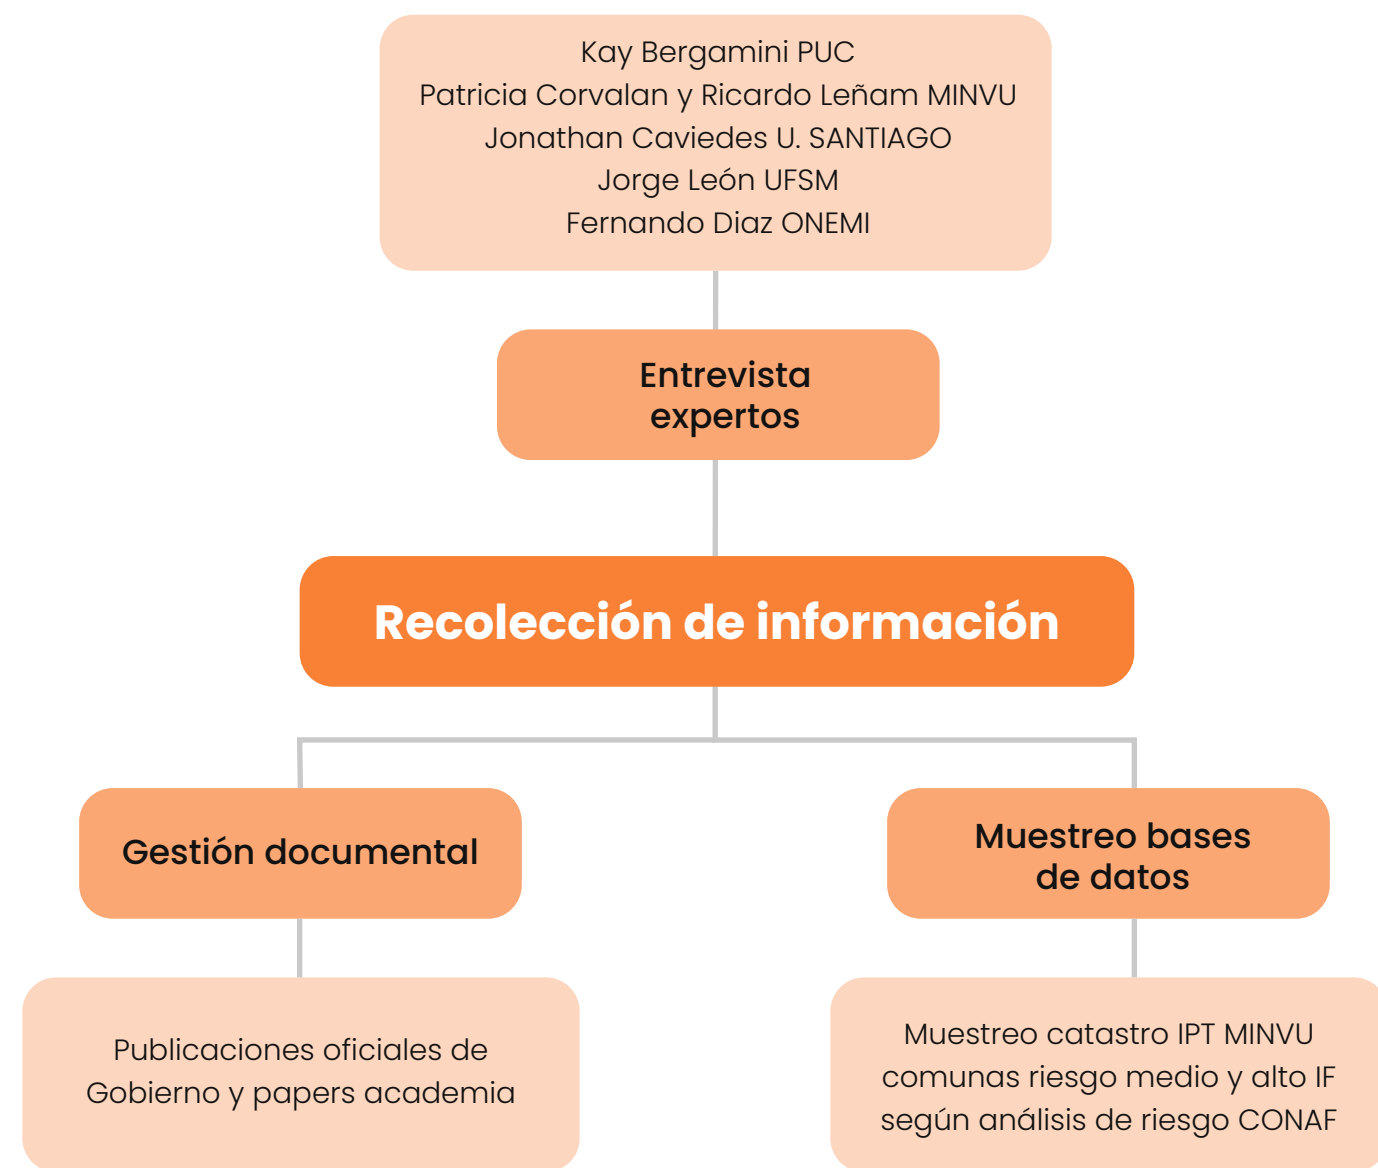 Kay Bergamini PUC
Patricia Corvalan y Ricardo Leñam MINVU
Jonathan Caviedes U. SANTIAGO
Jorge León UFSM
Fernando Diaz ONEMI
Entrevista
expertos
Recolección de información
Gestión documental
Muestreo bases
de datos
Publicaciones oficiales de
Gobierno y papers academia
Muestreo catastro IPT MINVU
comunas riesgo medio y alto IF
según análisis de riesgo CONAF